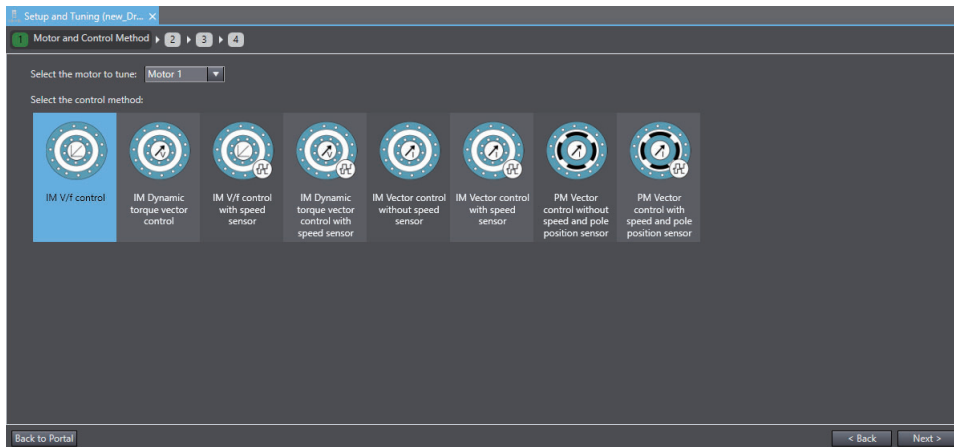 Setup and Tuning (new_Dr... ×
1 Motor and Control Method 2 3 4
Select the motor to tune: Motor 1
Select the control method:
IM V/f control
IM Dynamic
torque vector
control
IM V/f control
with speed
sensor
IM Dynamic
torque vector
control with
speed sensor
IM Vector control
without speed
sensor
IM Vector control
with speed
sensor
PM Vector
control without
speed and pole
position sensor
PM Vector
control with
speed and pole
position sensor
Back to Portal
< Back
Next >